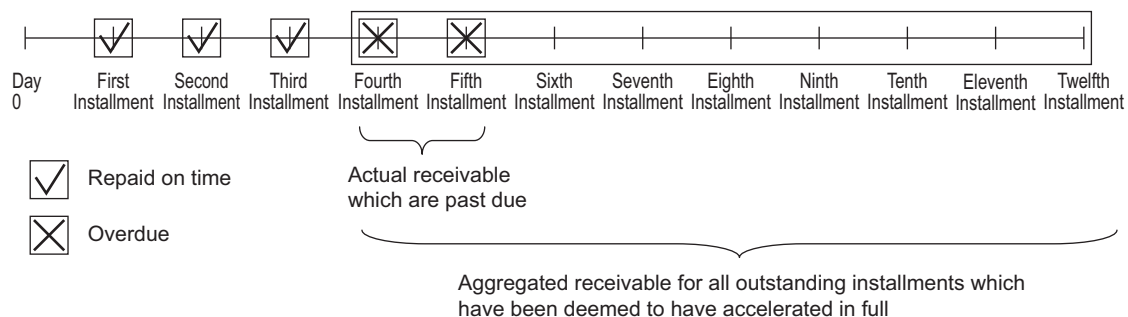 Day
0
First
Installment
Second
Installment
Third
Installment
Fourth
Installment
Fifth
Installment
Sixth
Installment
Seventh
Installment
Eighth
Installment
Ninth
Installment
Tenth
Installment
Eleventh
Installment
Twelfth
Installment
Repaid on time
Overdue
Actual receivable
which are past due
Aggregated receivable for all outstanding installments which
have been deemed to have accelerated in full